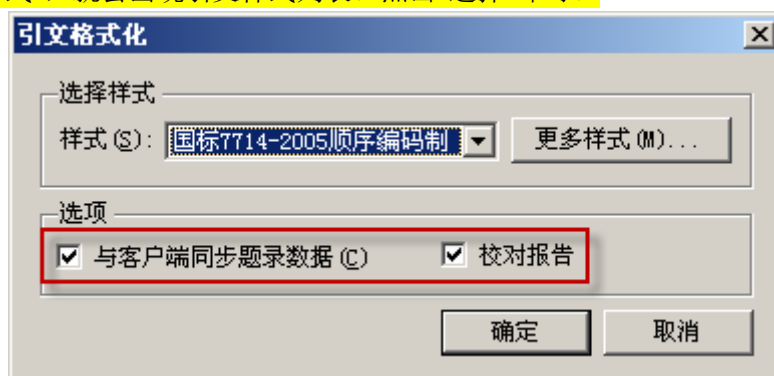 引文格式化
选择样式
样式(S): 国标7714-2005顺序编码制 更多样式(M)...
选项
与客户端同步题录数据(C) 校对报告
确定 取消